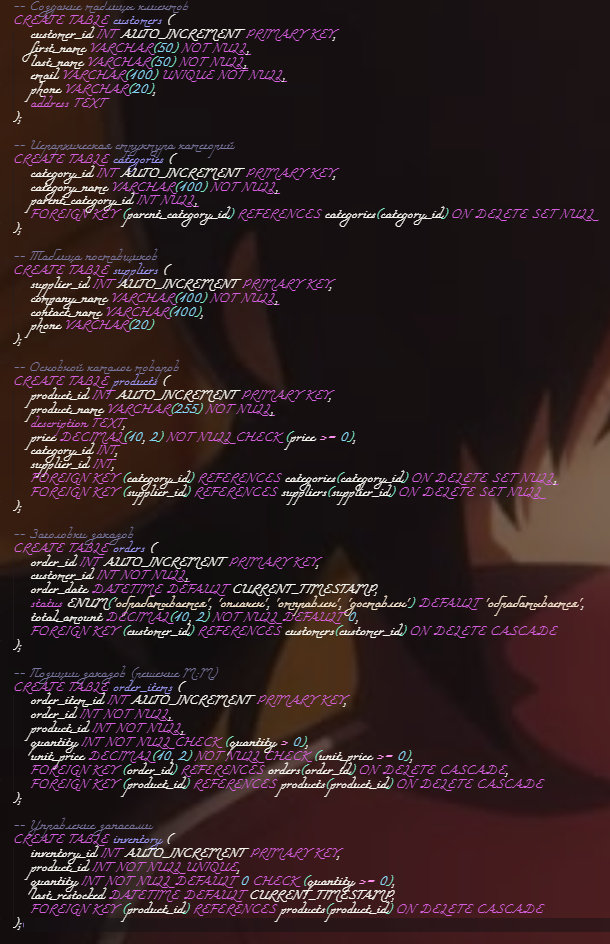 -- Создание таблицы клиентов
CREATE TABLE customers (
customer_id INT AUTO_INCREMENT PRIMARY KEY,
first_name VARCHAR(50) NOT NULL,
last_name VARCHAR(50) NOT NULL,
email VARCHAR(100) UNIQUE NOT NULL,
phone VARCHAR(20),
address TEXT
);
-- Иерархическая структура категорий
CREATE TABLE categories (
category_id INT AUTO_INCREMENT PRIMARY KEY,
category_name VARCHAR(100) NOT NULL,
parent_category_id INT NULL,
FOREIGN KEY (parent_category_id) REFERENCES categories(category_id) ON DELETE SET NULL
);
-- Таблица поставщиков
CREATE TABLE suppliers (
supplier_id INT AUTO_INCREMENT PRIMARY KEY,
company_name VARCHAR(100) NOT NULL,
contact_name VARCHAR(100),
phone VARCHAR(20)
);
-- Основной каталог товаров
CREATE TABLE products (
product_id INT AUTO_INCREMENT PRIMARY KEY,
product_name VARCHAR(255) NOT NULL,
description TEXT,
price DECIMAL(10, 2) NOT NULL CHECK (price >= 0),
category_id INT,
supplier_id INT,
FOREIGN KEY (category_id) REFERENCES categories(category_id) ON DELETE SET NULL,
FOREIGN KEY (supplier_id) REFERENCES suppliers(supplier_id) ON DELETE SET NULL
);
-- Заголовки заказов
CREATE TABLE orders (
order_id INT AUTO_INCREMENT PRIMARY KEY,
customer_id INT NOT NULL,
order_date DATETIME DEFAULT CURRENT_TIMESTAMP,
status ENUM('обрабатывается', 'оплачен', 'отправлен', 'доставлен') DEFAULT 'обрабатывается',
total_amount DECIMAL(10, 2) NOT NULL DEFAULT 0,
FOREIGN KEY (customer_id) REFERENCES customers(customer_id) ON DELETE CASCADE
);
-- Позиции заказов (решение M:M)
CREATE TABLE order_items (
order_item_id INT AUTO_INCREMENT PRIMARY KEY,
order_id INT NOT NULL,
product_id INT NOT NULL,
quantity INT NOT NULL CHECK (quantity > 0),
unit_price DECIMAL(10, 2) NOT NULL CHECK (unit_price >= 0),
FOREIGN KEY (order_id) REFERENCES orders(order_id) ON DELETE CASCADE,
FOREIGN KEY (product_id) REFERENCES products(product_id) ON DELETE CASCADE
);
-- Управление запасами
CREATE TABLE inventory (
inventory_id INT AUTO_INCREMENT PRIMARY KEY,
product_id INT NOT NULL UNIQUE,
quantity INT NOT NULL DEFAULT 0 CHECK (quantity >= 0),
last_restocked DATETIME DEFAULT CURRENT_TIMESTAMP,
FOREIGN KEY (product_id) REFERENCES products(product_id) ON DELETE CASCADE
);